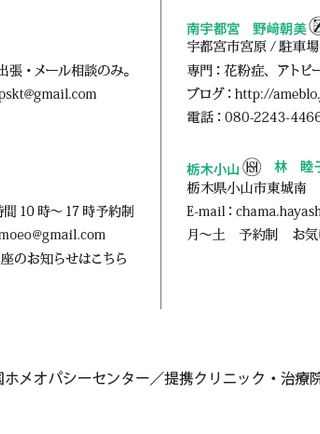 出張・メール相談のみ。
pskt@gmail.com
時間 10 時～ 17 時予約制
moeo@gmail.com
座のお知らせはこちら
南宇都宮　野﨑朝美
宇都宮市宮原 / 駐車場
専門：花粉症、アトピー
ブログ：http://ameblo.j
電話：080-2243-4466
栃木小山　林　睦子
栃木県小山市東城南
E-mail：chama.hayash
月～土　予約制　お気
国ホメオパシーセンター／提携クリニック・治療院